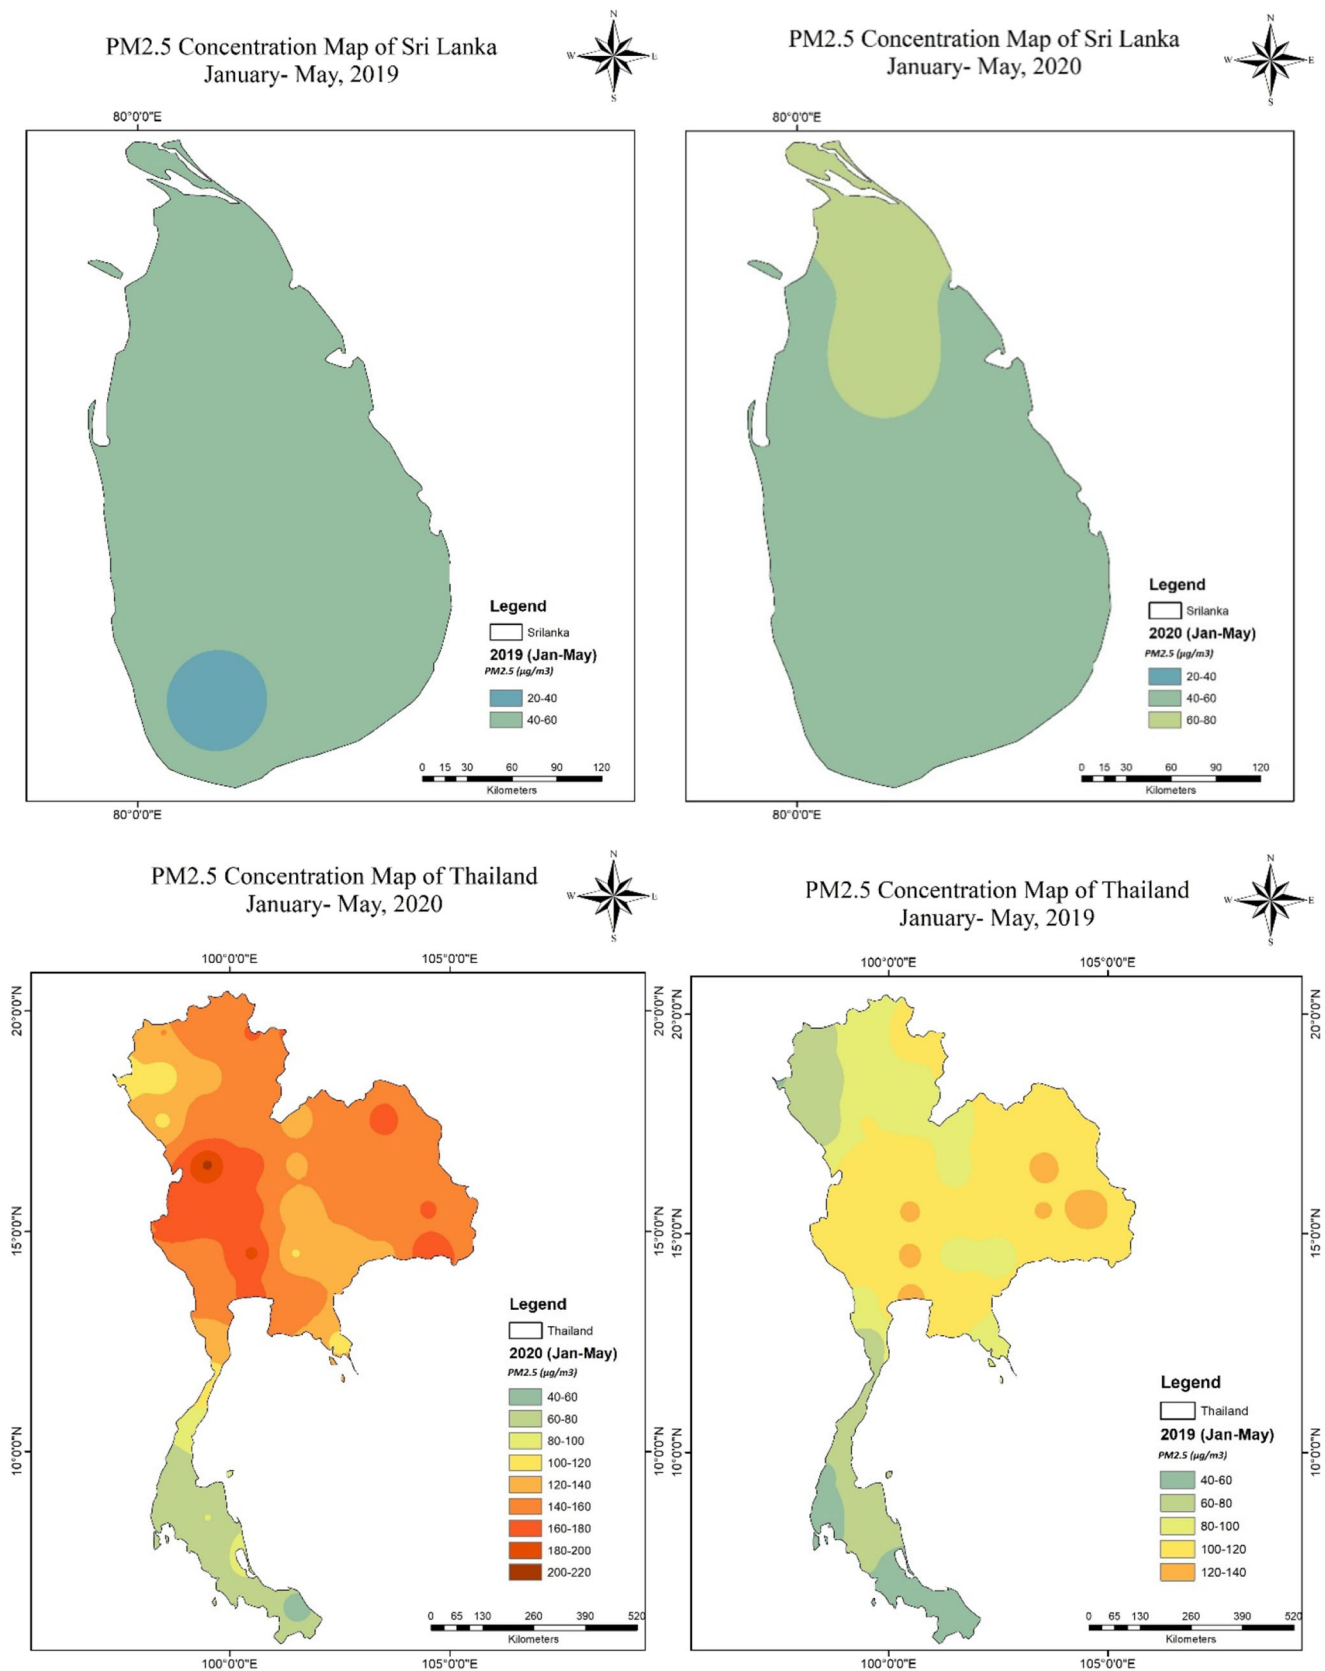 PM2.5 Concentration Map of Sri Lanka
January- May, 2019
N
W
E
S
80°0'0"E
Legend
Srilanka
2019 (Jan-May)
PM2.5 (µg/m3)
20-40
40-60
0 15 30 60 90 120
Kilometers
80°0'0"E
PM2.5 Concentration Map of Sri Lanka
January- May, 2020
N
W
E
S
80°0'0"E
Legend
Srilanka
2020 (Jan-May)
PM2.5 (µg/m3)
20-40
40-60
60-80
0 15 30 60 90 120
Kilometers
80°0'0"E
PM2.5 Concentration Map of Thailand
January- May, 2020
N
W
E
S
100°0'0"E 105°0'0"E
20°0'0"N 20°0'0"N
15°0'0"N 15°0'0"N
10°0'0"N 10°0'0"N
Legend
Thailand
2020 (Jan-May)
PM2.5 (µg/m3)
40-60
60-80
80-100
100-120
120-140
140-160
160-180
180-200
200-220
0 65 130 260 390 520
Kilometers
100°0'0"E 105°0'0"E
PM2.5 Concentration Map of Thailand
January- May, 2019
N
W
E
S
100°0'0"E 105°0'0"E
20°0'0"N 20°0'0"N
15°0'0"N 15°0'0"N
10°0'0"N 10°0'0"N
Legend
Thailand
2019 (Jan-May)
PM2.5 (µg/m3)
40-60
60-80
80-100
100-120
120-140
0 65 130 260 390 520
Kilometers
100°0'0"E 105°0'0"E